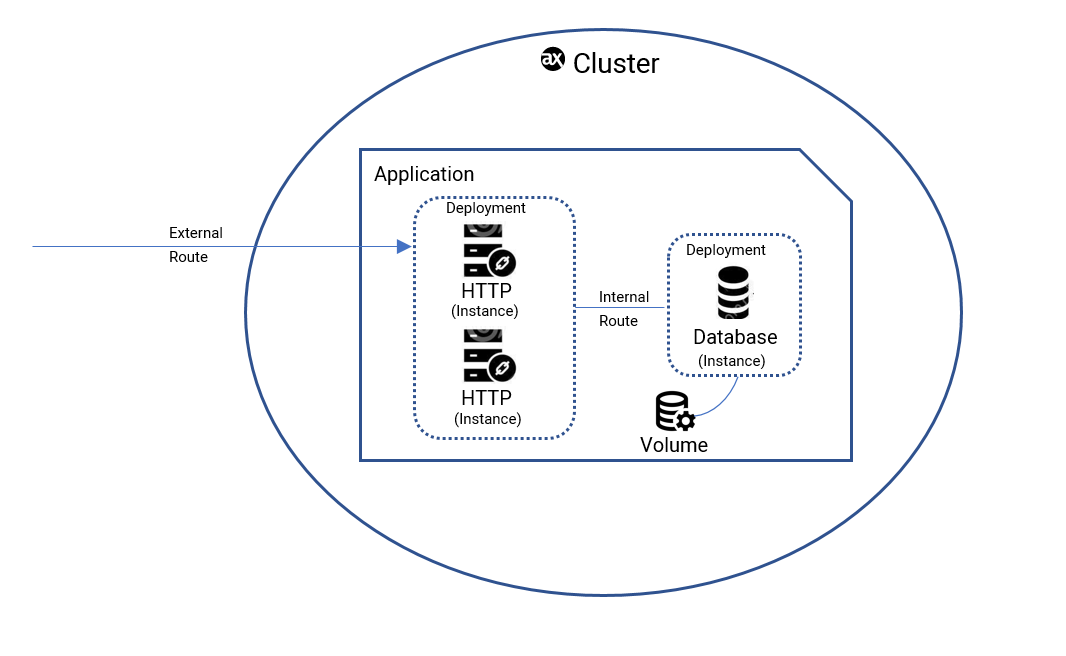 ax Cluster
Application
Deployment
External
Route
HTTP
(Instance)
HTTP
(Instance)
Internal
Route
Deployment
Database
(Instance)
Volume